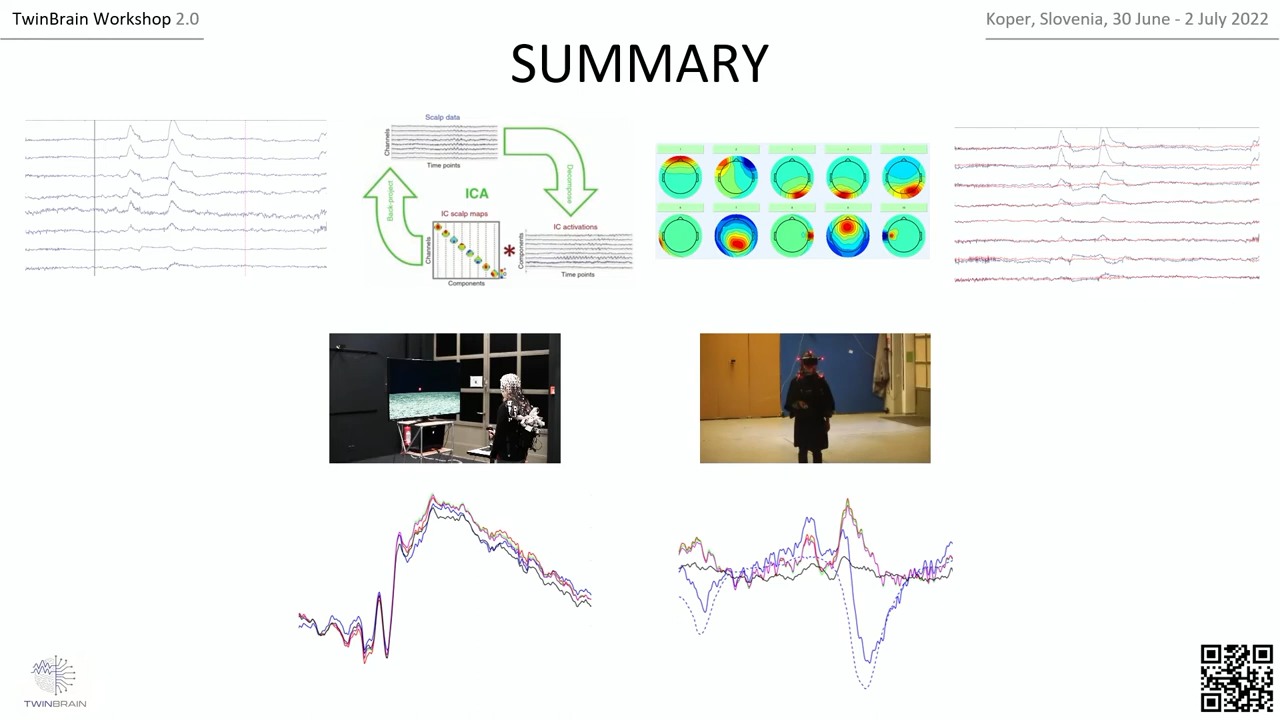 TwinBrain Workshop 2.0
Koper, Slovenia, 30 June - 2 July 2022
SUMMARY
Scalp data
Channels
Time points
Decompose
ICA
Back-project
IC scalp maps
Channels
Components
*
IC activations
Components
Time points
TWINBRAIN